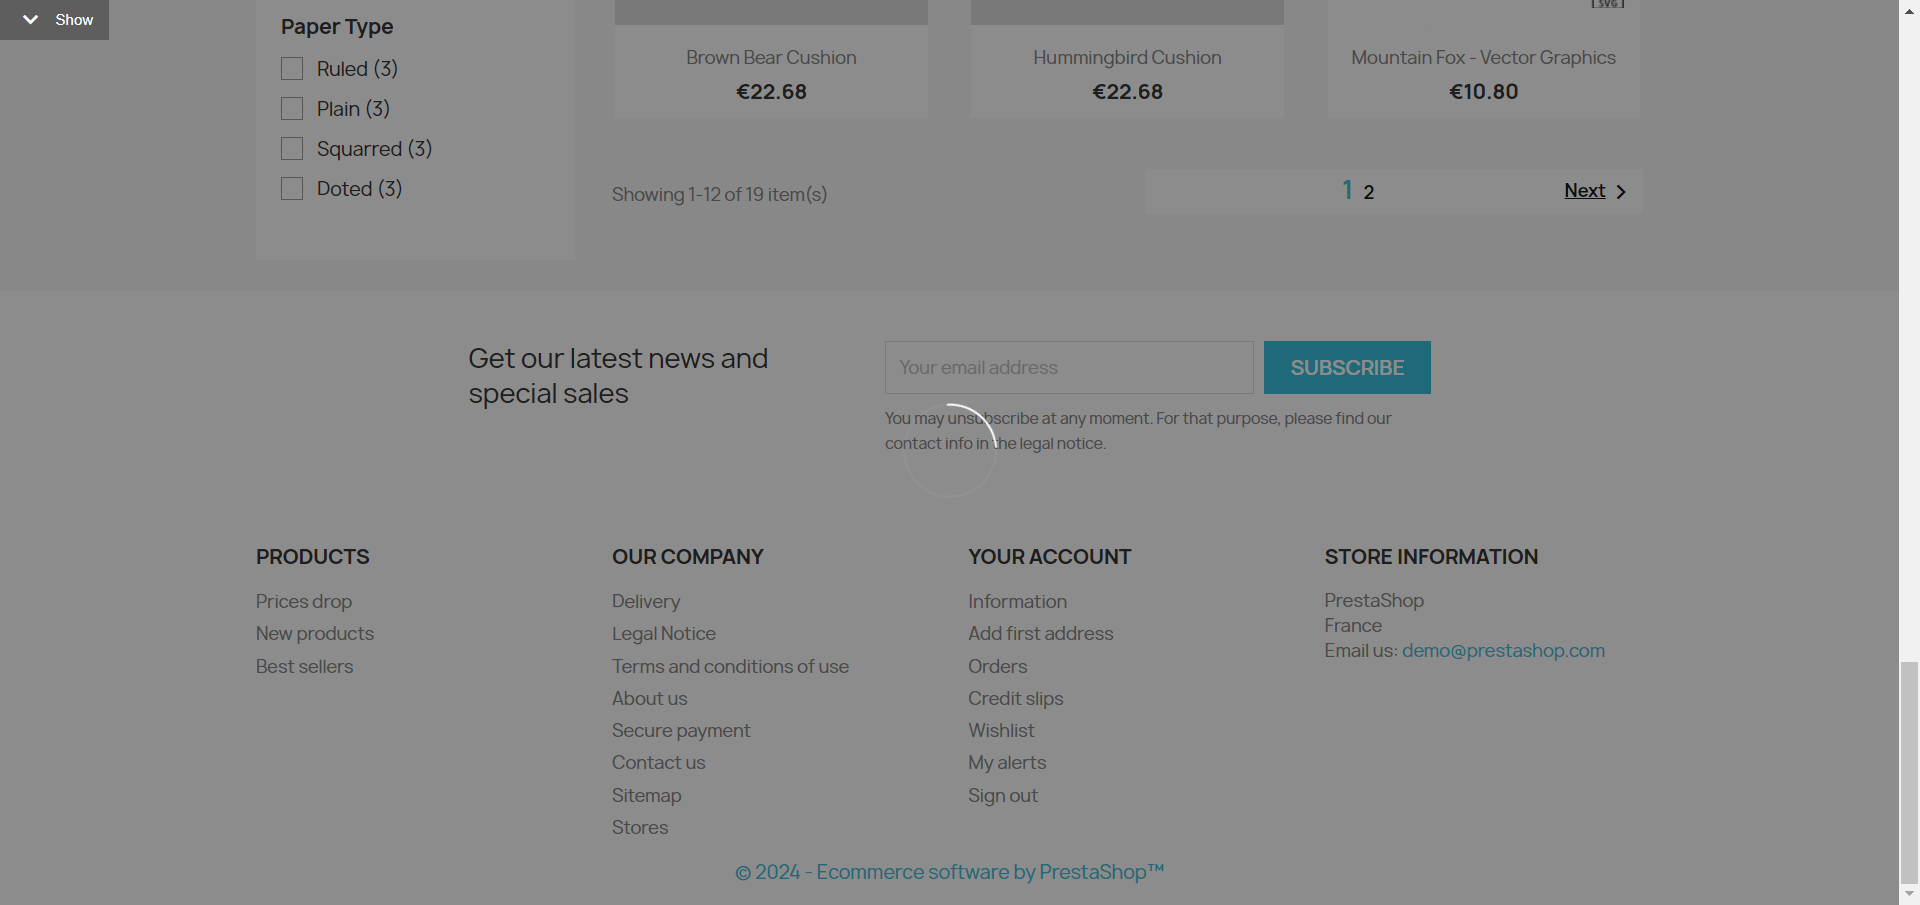 Show
Paper Type
Ruled (3)
Plain (3)
Squarred (3)
Doted (3)
SVG
Brown Bear Cushion
€22.68
Hummingbird Cushion
€22.68
Mountain Fox - Vector Graphics
€10.80
Showing 1-12 of 19 item(s)
1 2
Next
Get our latest news and
special sales
Your email address
SUBSCRIBE
You may unsubscribe at any moment. For that purpose, please find our
contact info in the legal notice.
PRODUCTS
Prices drop
New products
Best sellers
OUR COMPANY
Delivery
Legal Notice
Terms and conditions of use
About us
Secure payment
Contact us
Sitemap
Stores
YOUR ACCOUNT
Information
Add first address
Orders
Credit slips
Wishlist
My alerts
Sign out
STORE INFORMATION
PrestaShop
France
Email us: demo@prestashop.com
© 2024 - Ecommerce software by PrestaShop™